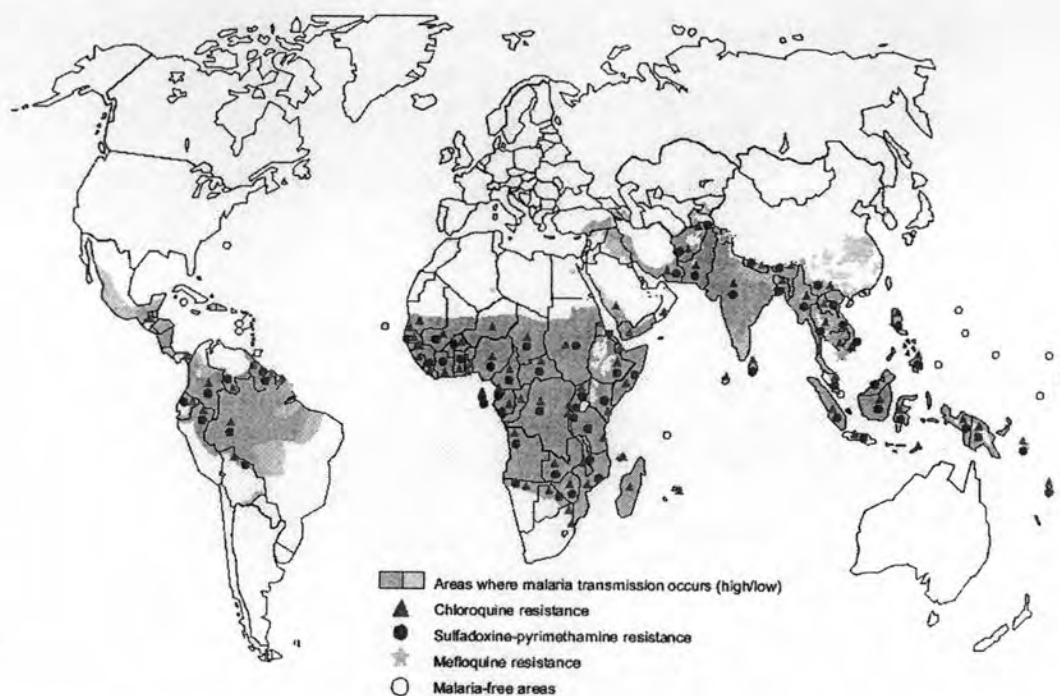 Areas where malaria transmission occurs (high/low)
Chloroquine resistance
Sulfadoxine-pyrimethamine resistance
Mefloquine resistance
Malaria-free areas